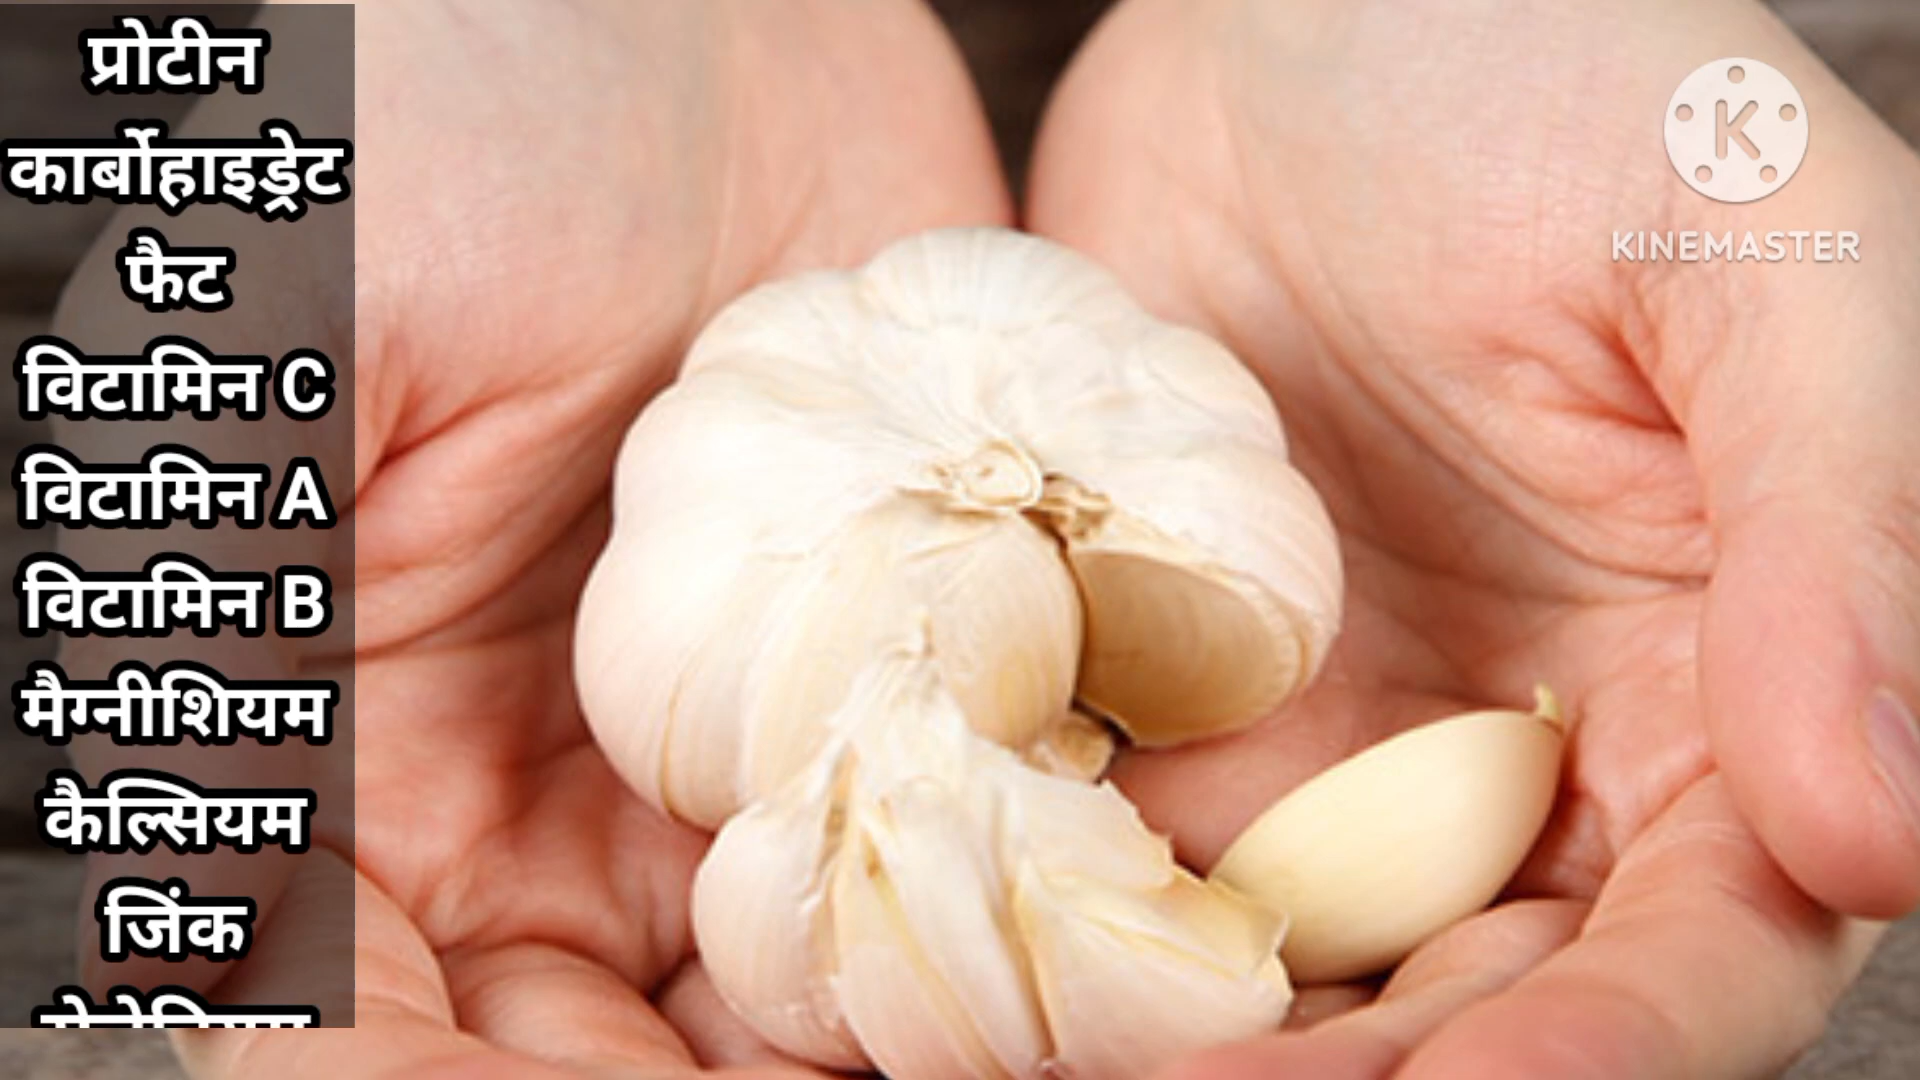 प्रोटीन
कार्बोहाइड्रेट
फैट
विटामिन C
विटामिन A
विटामिन B
मैग्नीशियम
कैल्सियम
जिंक
K
KINEMASTER